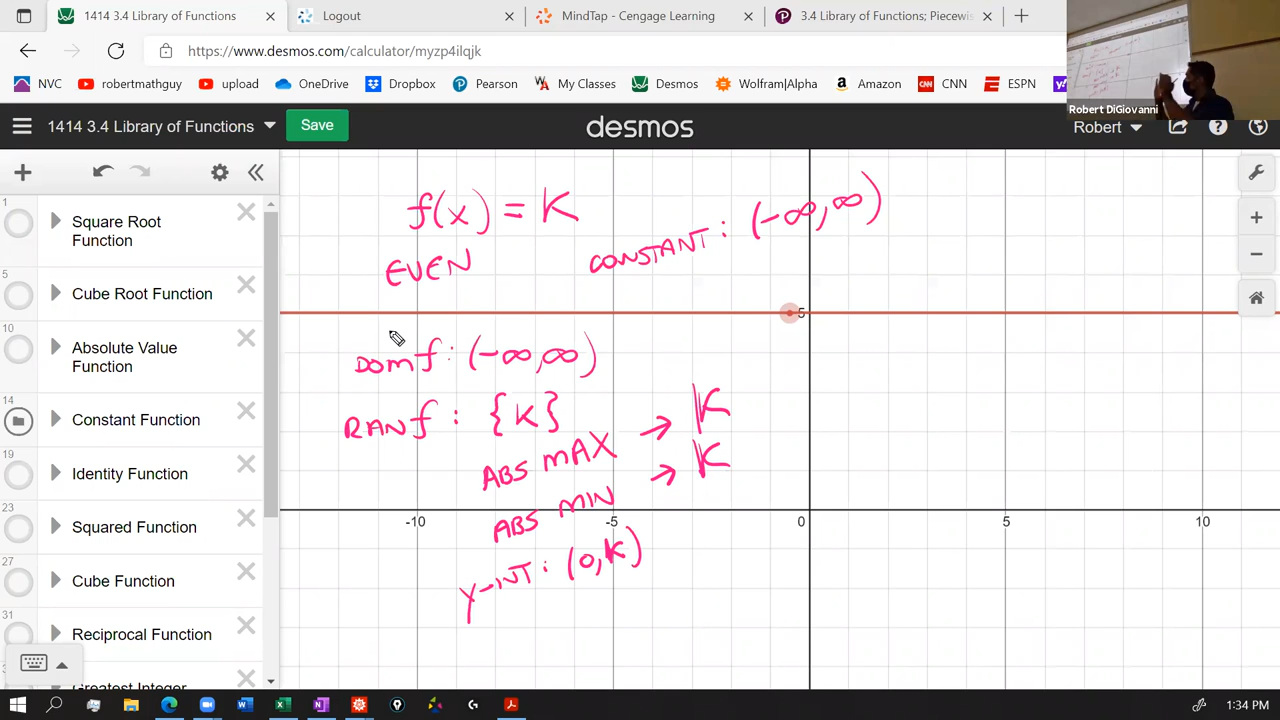 3.4 Library of Functions
Logout
MindTap - Cengage Learning
3.4 Library of Functions; Piecewis
https://www.desmos.com/calculator/myzp4ilqjk
NVC
robertmathguy
upload
OneDrive
Dropbox
Pearson
My Classes
Desmos
Wolfram|Alpha
Amazon
CNN
ESPN
Robert DiGiovanni
1414 3.4 Library of Functions
Save
desmos
Robert
1
Square Root
Function
5
Cube Root Function
10
Absolute Value
Function
14
Constant Function
19
Identity Function
23
Squared Function
27
Cube Function
31
Reciprocal Function
Greatest Integer
f(x) = K
EVEN
CONSTANT: (-∞,∞)
5
DOM f: (-∞,∞)
RAN f: {K}
ABS MAX → K
ABS MIN → K
-10 -5 0 5 10
Y-INT: (0,K)
1:34 PM